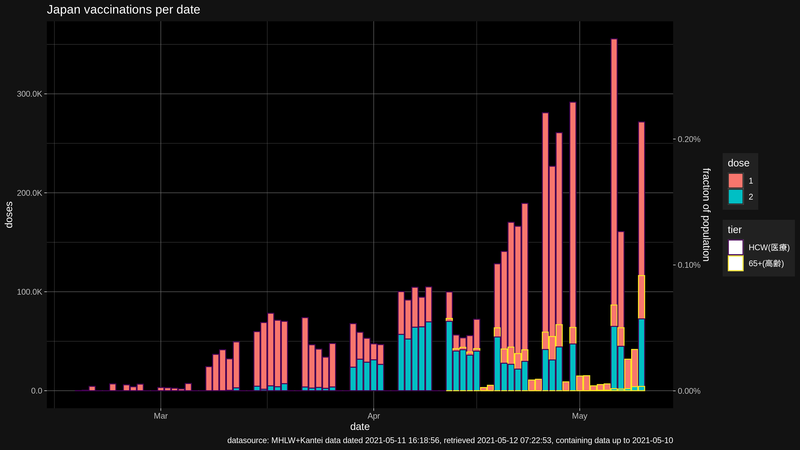 Japan vaccinations per date
300.0K
200.0K
100.0K
0.0
doses
0.20%
0.10%
0.00%
fraction of population
Mar
Apr
May
date
dose
1
2
tier
HCW(医療)
65+(高齢)
datasource: MHLW+Kantei data dated 2021-05-11 16:18:56, retrieved 2021-05-12 07:22:53, containing data up to 2021-05-10